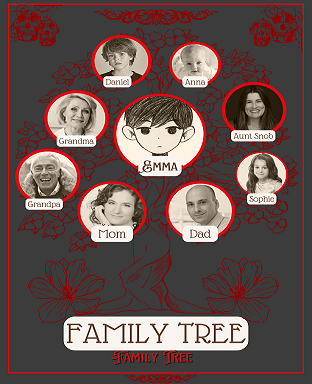 Daniel
Anna
Grandma
Aunt Snob
Emma
Grandpa
Sophie
Mom
Dad
FAMILY TREE
Family Tree